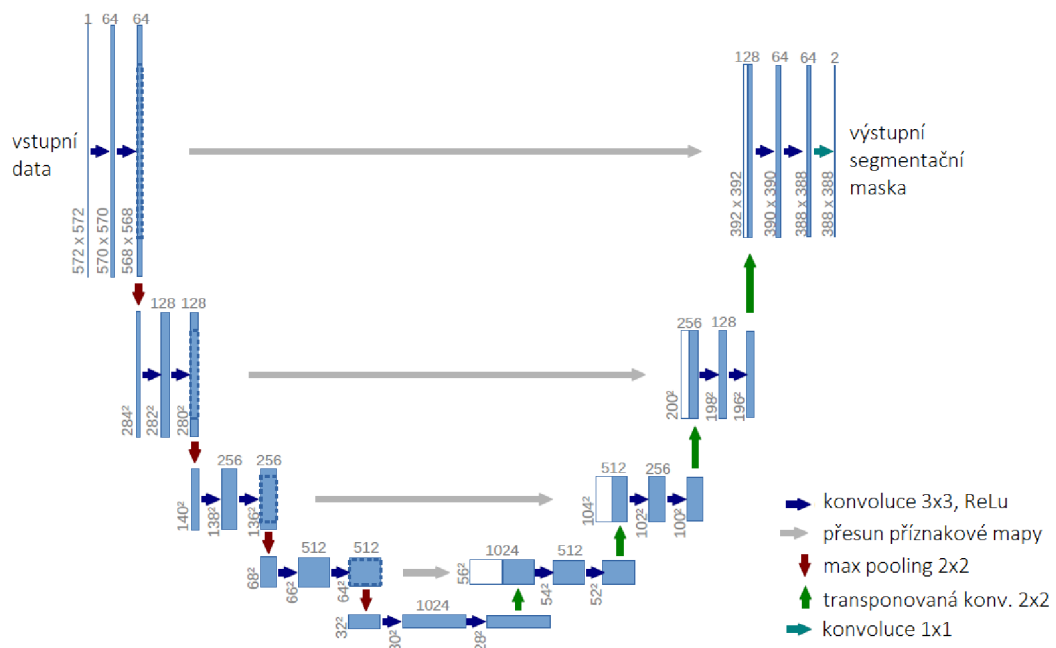 1 64 64
128 64 64 2
vstupní
data
výstupní
segmentační
maska
572 x 572
570 x 570
568 x 568
392 x 392
390 x 390
388 x 388
388 x 388
128 128
256 128
284²
282²
280²
200²
198²
196²
256 256
512 256
140²
138²
136²
104²
102²
100²
512 512
1024 512
68²
66²
64²
56²
54²
52²
1024
32²
30²
28²
konvoluce 3x3, ReLu
přesun příznakové mapy
max pooling 2x2
transponovaná konv. 2x2
konvoluce 1x1